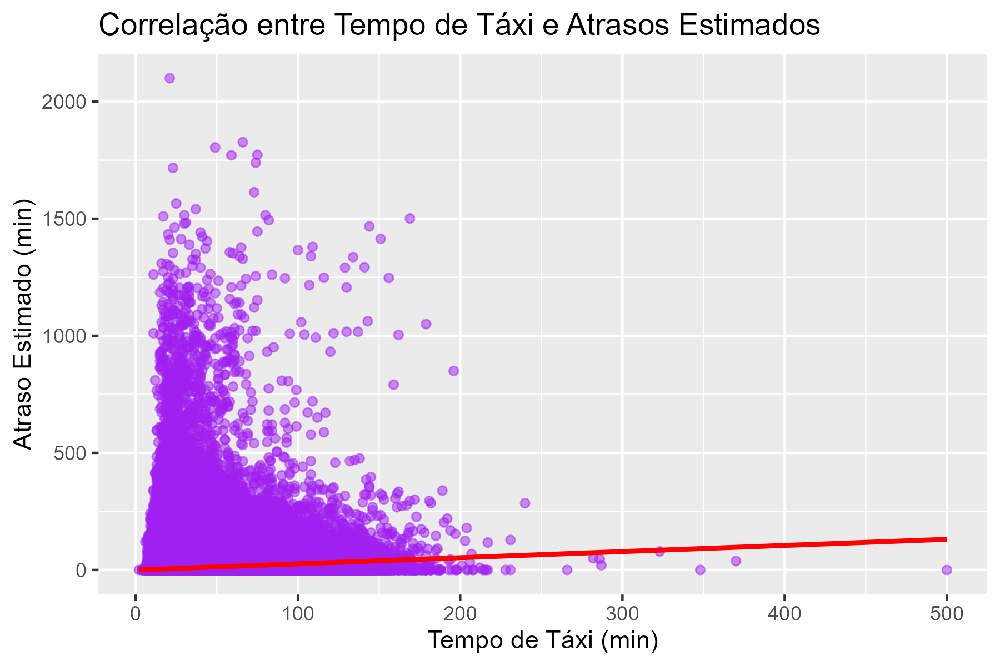 Correlação entre Tempo de Táxi e Atrasos Estimados
Atraso Estimado (min)
2000
1500
1000
500
0
0 100 200 300 400 500
Tempo de Táxi (min)